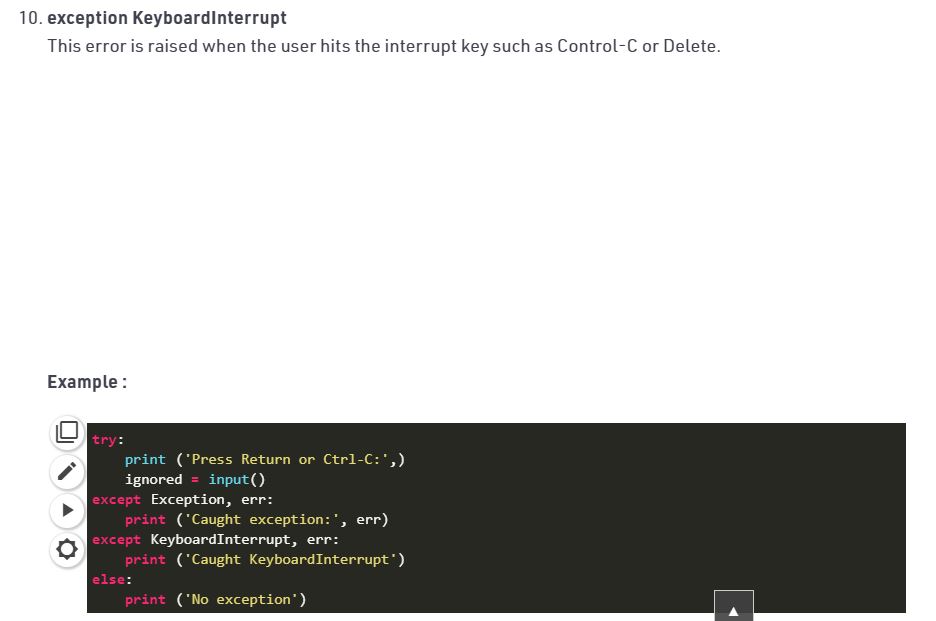 10. exception KeyboardInterrupt
This error is raised when the user hits the interrupt key such as Control-C or Delete.
Example :
try:
    print ('Press Return or Ctrl-C:',)
    ignored = input()
except Exception, err:
    print ('Caught exception:', err)
except KeyboardInterrupt, err:
    print ('Caught KeyboardInterrupt')
else:
    print ('No exception')